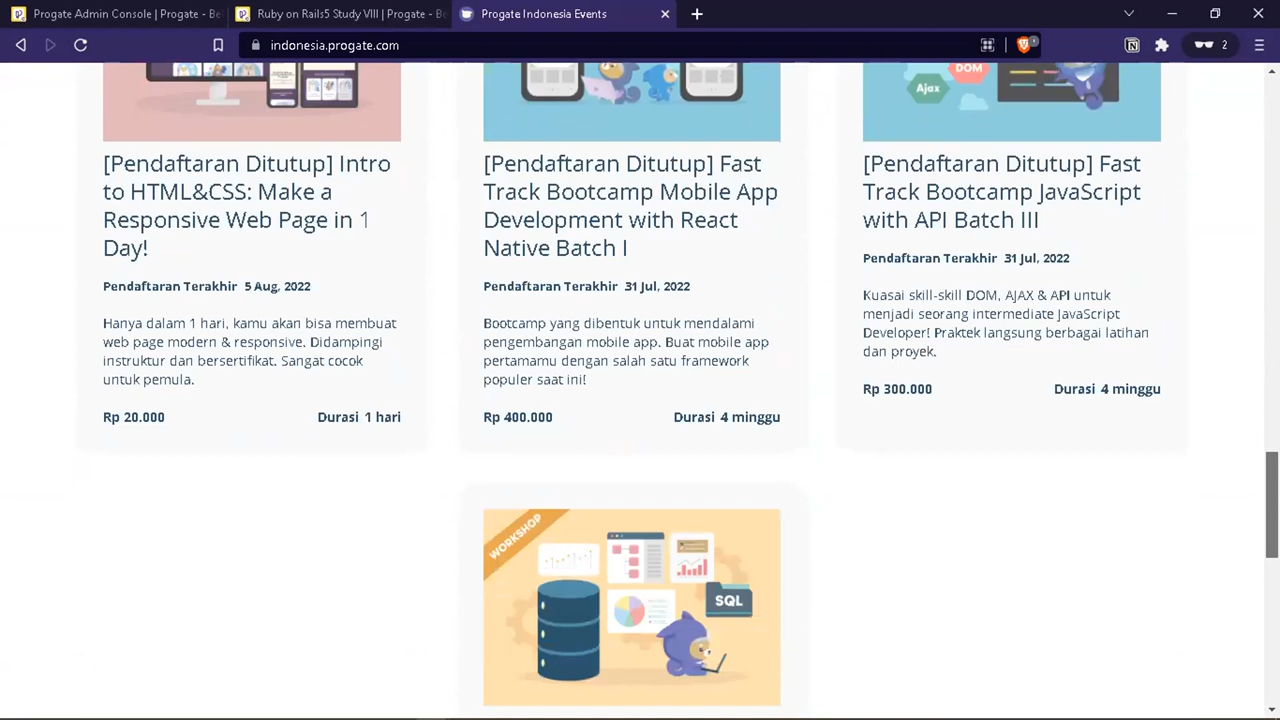 Progate Admin Console | Progate - Be
Ruby on Rails5 Study VIII | Progate - Be
Progate Indonesia Events
indonesia.progate.com
1
2
DOM
Ajax
[Pendaftaran Ditutup] Intro
to HTML&CSS: Make a
Responsive Web Page in 1
Day!
Pendaftaran Terakhir 5 Aug, 2022
Hanya dalam 1 hari, kamu akan bisa membuat
web page modern & responsive. Didampingi
instruktur dan bersertifikat. Sangat cocok
untuk pemula.
Rp 20.000
Durasi 1 hari
[Pendaftaran Ditutup] Fast
Track Bootcamp Mobile App
Development with React
Native Batch I
Pendaftaran Terakhir 31 Jul, 2022
Bootcamp yang dibentuk untuk mendalami
pengembangan mobile app. Buat mobile app
pertamamu dengan salah satu framework
populer saat ini!
Rp 400.000
Durasi 4 minggu
[Pendaftaran Ditutup] Fast
Track Bootcamp JavaScript
with API Batch III
Pendaftaran Terakhir 31 Jul, 2022
Kuasai skill-skill DOM, AJAX & API untuk
menjadi seorang intermediate JavaScript
Developer! Praktek langsung berbagai latihan
dan proyek.
Rp 300.000
Durasi 4 minggu
WORKSHOP
SQL